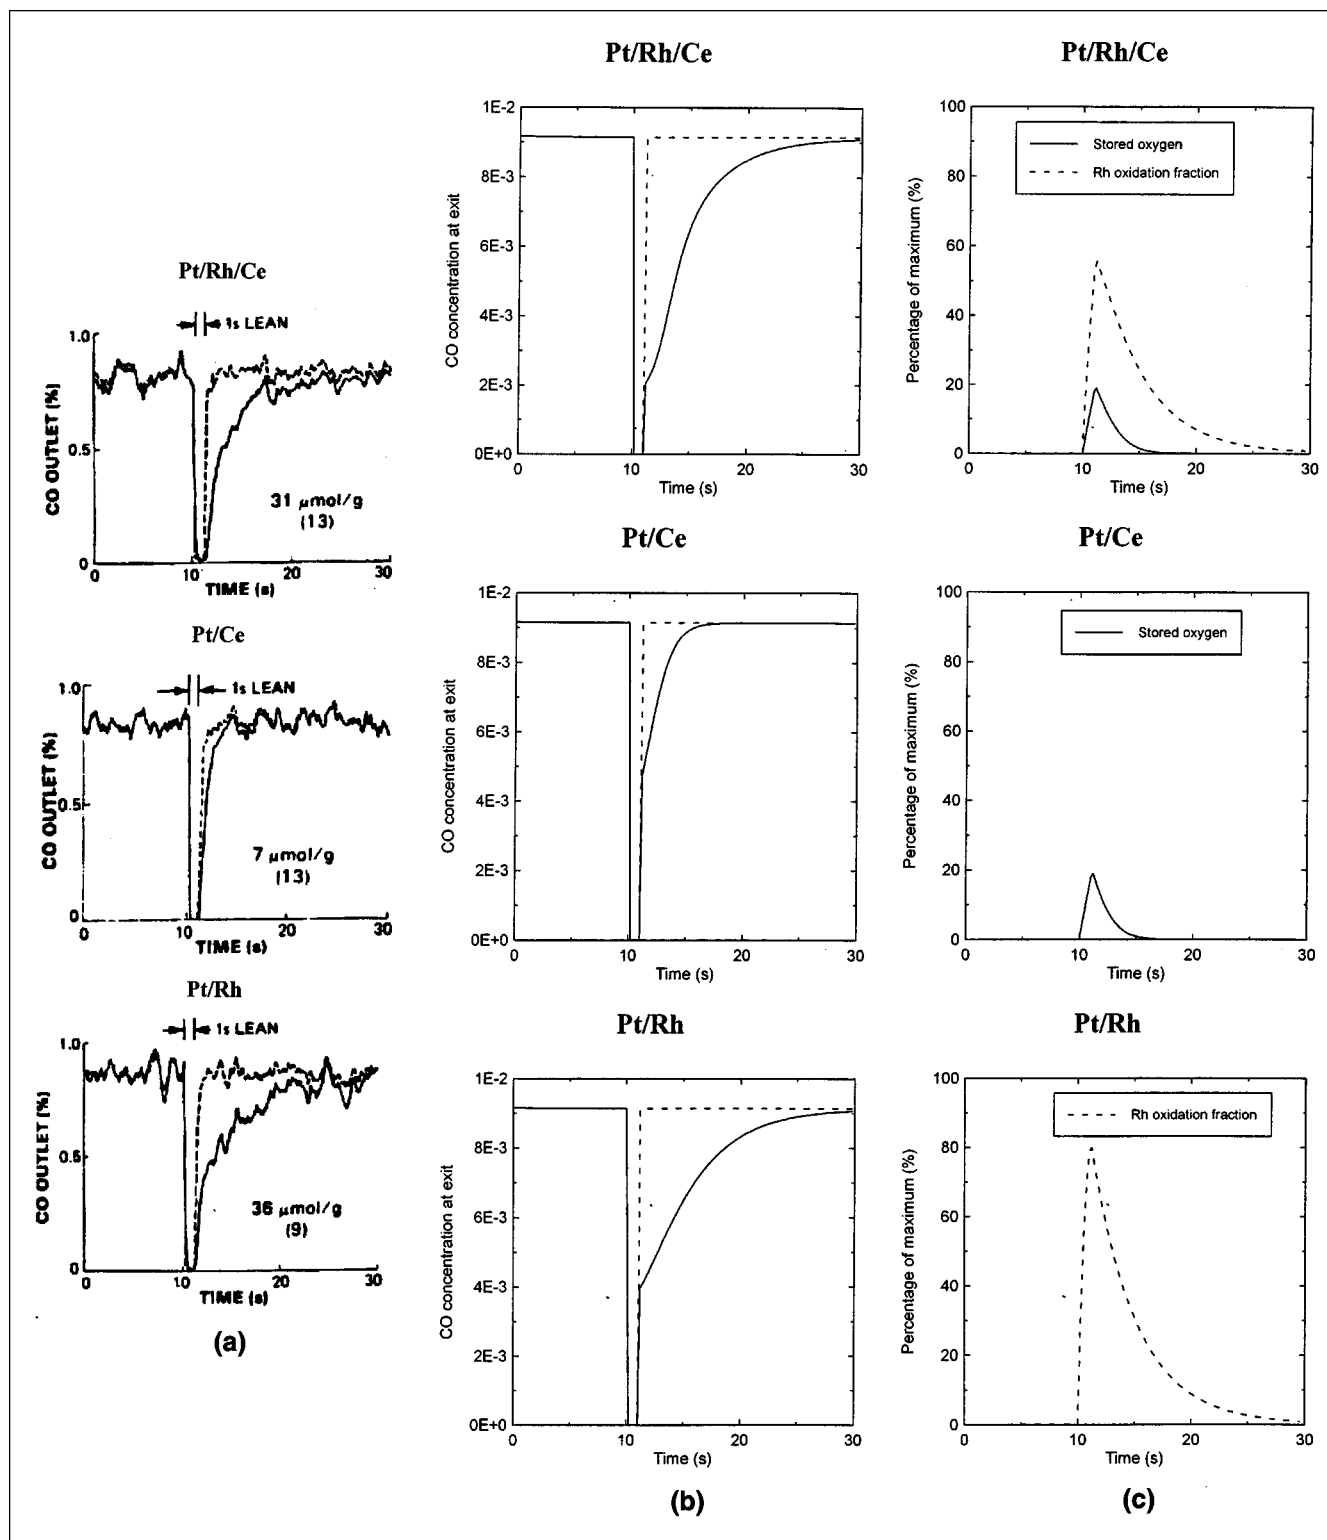 Pt/Rh/Ce
1s LEAN
CO OUTLET (%)
1.0
0.5
0
0 10 20 30
TIME (s)
31 μmol/g
(13)
Pt/Ce
1s LEAN
CO OUTLET (%)
1.0
0.5
0
0 10 20 30
TIME (s)
7 μmol/g
(13)
Pt/Rh
1s LEAN
CO OUTLET (%)
1.0
0.5
0
0 10 20 30
TIME (s)
36 μmol/g
(9)
(a)
Pt/Rh/Ce
CO concentration at exit
1E-2
8E-3
6E-3
4E-3
2E-3
0E+0
0 10 20 30
Time (s)
Pt/Ce
CO concentration at exit
1E-2
8E-3
6E-3
4E-3
2E-3
0E+0
0 10 20 30
Time (s)
Pt/Rh
CO concentration at exit
1E-2
8E-3
6E-3
4E-3
2E-3
0E+0
0 10 20 30
Time (s)
(b)
Pt/Rh/Ce
Percentage of maximum (%)
100
80
60
40
20
0
0 10 20 30
Time (s)
Stored oxygen
Rh oxidation fraction
Pt/Ce
Percentage of maximum (%)
100
80
60
40
20
0
0 10 20 30
Time (s)
Stored oxygen
Pt/Rh
Percentage of maximum (%)
100
80
60
40
20
0
0 10 20 30
Time (s)
Rh oxidation fraction
(c)